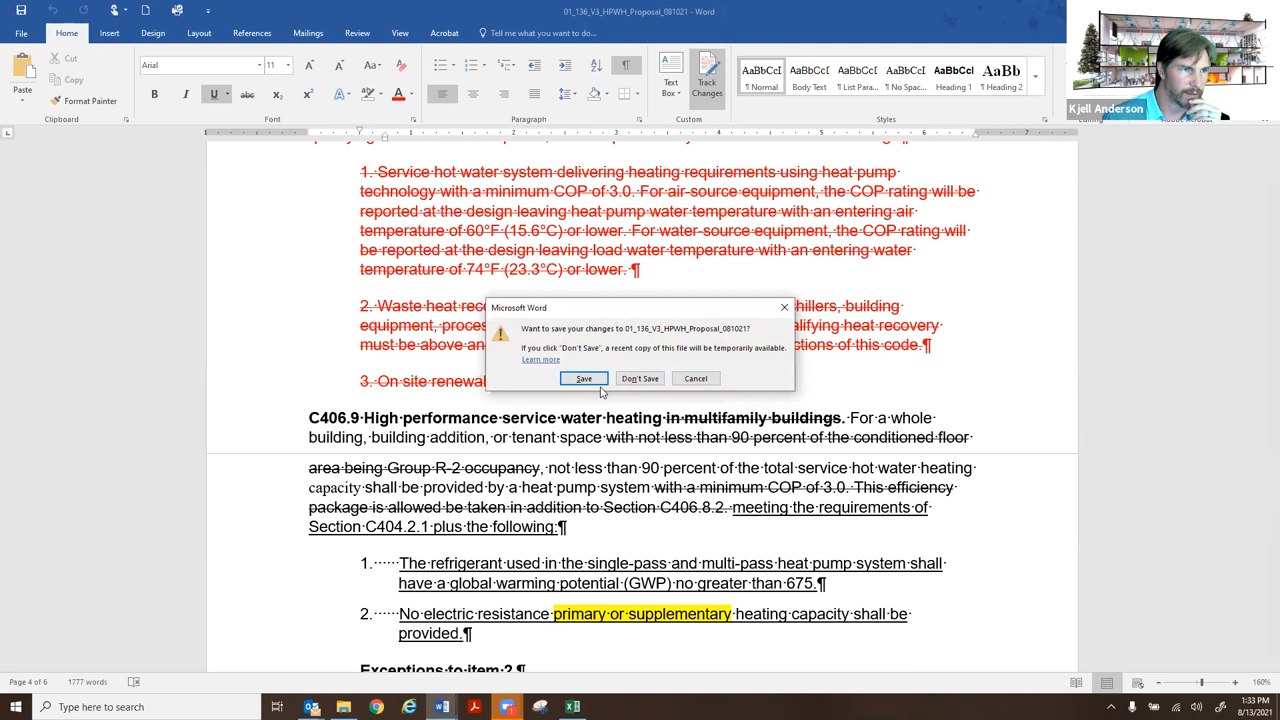 01_136_V3_HPWH_Proposal_081021 - Word
File Home Insert Design Layout References Mailings Review View Acrobat Tell me what you want to do...
Paste
Cut
Copy
Format Painter
Clipboard
Arial 11
Font
Paragraph
Text Box
Track Changes
Custom
AaBbCcI AaBbCcI AaBbCcI AaBbCcI AaBbCcI AaBb
¶ Normal Body Text ¶ List Para... ¶ No Spac... Heading 1 ¶ Heading 2
Styles
Kjell Anderson
1 1 2 3 4 5 6 7
1. Service hot water system delivering heating requirements using heat pump
technology with a minimum COP of 3.0. For air-source equipment, the COP rating will be
reported at the design leaving heat pump water temperature with an entering air
temperature of 60°F (15.6°C) or lower. For water-source equipment, the COP rating will
be reported at the design leaving load water temperature with an entering water
temperature of 74°F (23.3°C) or lower. ¶
2. Waste heat reco hillers, building
equipment, proces alifying heat recovery
must be above an ctions of this code.¶
3. On site renewal
Microsoft Word
Want to save your changes to 01_136_V3_HPWH_Proposal_081021?
If you click "Don't Save", a recent copy of this file will be temporarily available.
Learn more
Save Don't Save Cancel
C406.9 High performance service water heating in multifamily buildings. For a whole
building, building addition, or tenant space with not less than 90 percent of the conditioned floor
area being Group R-2 occupancy, not less than 90 percent of the total service hot water heating
capacity shall be provided by a heat pump system with a minimum COP of 3.0. This efficiency
package is allowed be taken in addition to Section C406.8.2. meeting the requirements of
Section C404.2.1 plus the following:¶
1. The refrigerant used in the single-pass and multi-pass heat pump system shall
have a global warming potential (GWP) no greater than 675.¶
2. No electric resistance primary or supplementary heating capacity shall be
provided.¶
Exceptions to item 2.¶
Page 4 of 6 1777 words
160%
Type here to search
1:33 PM
8/13/2021